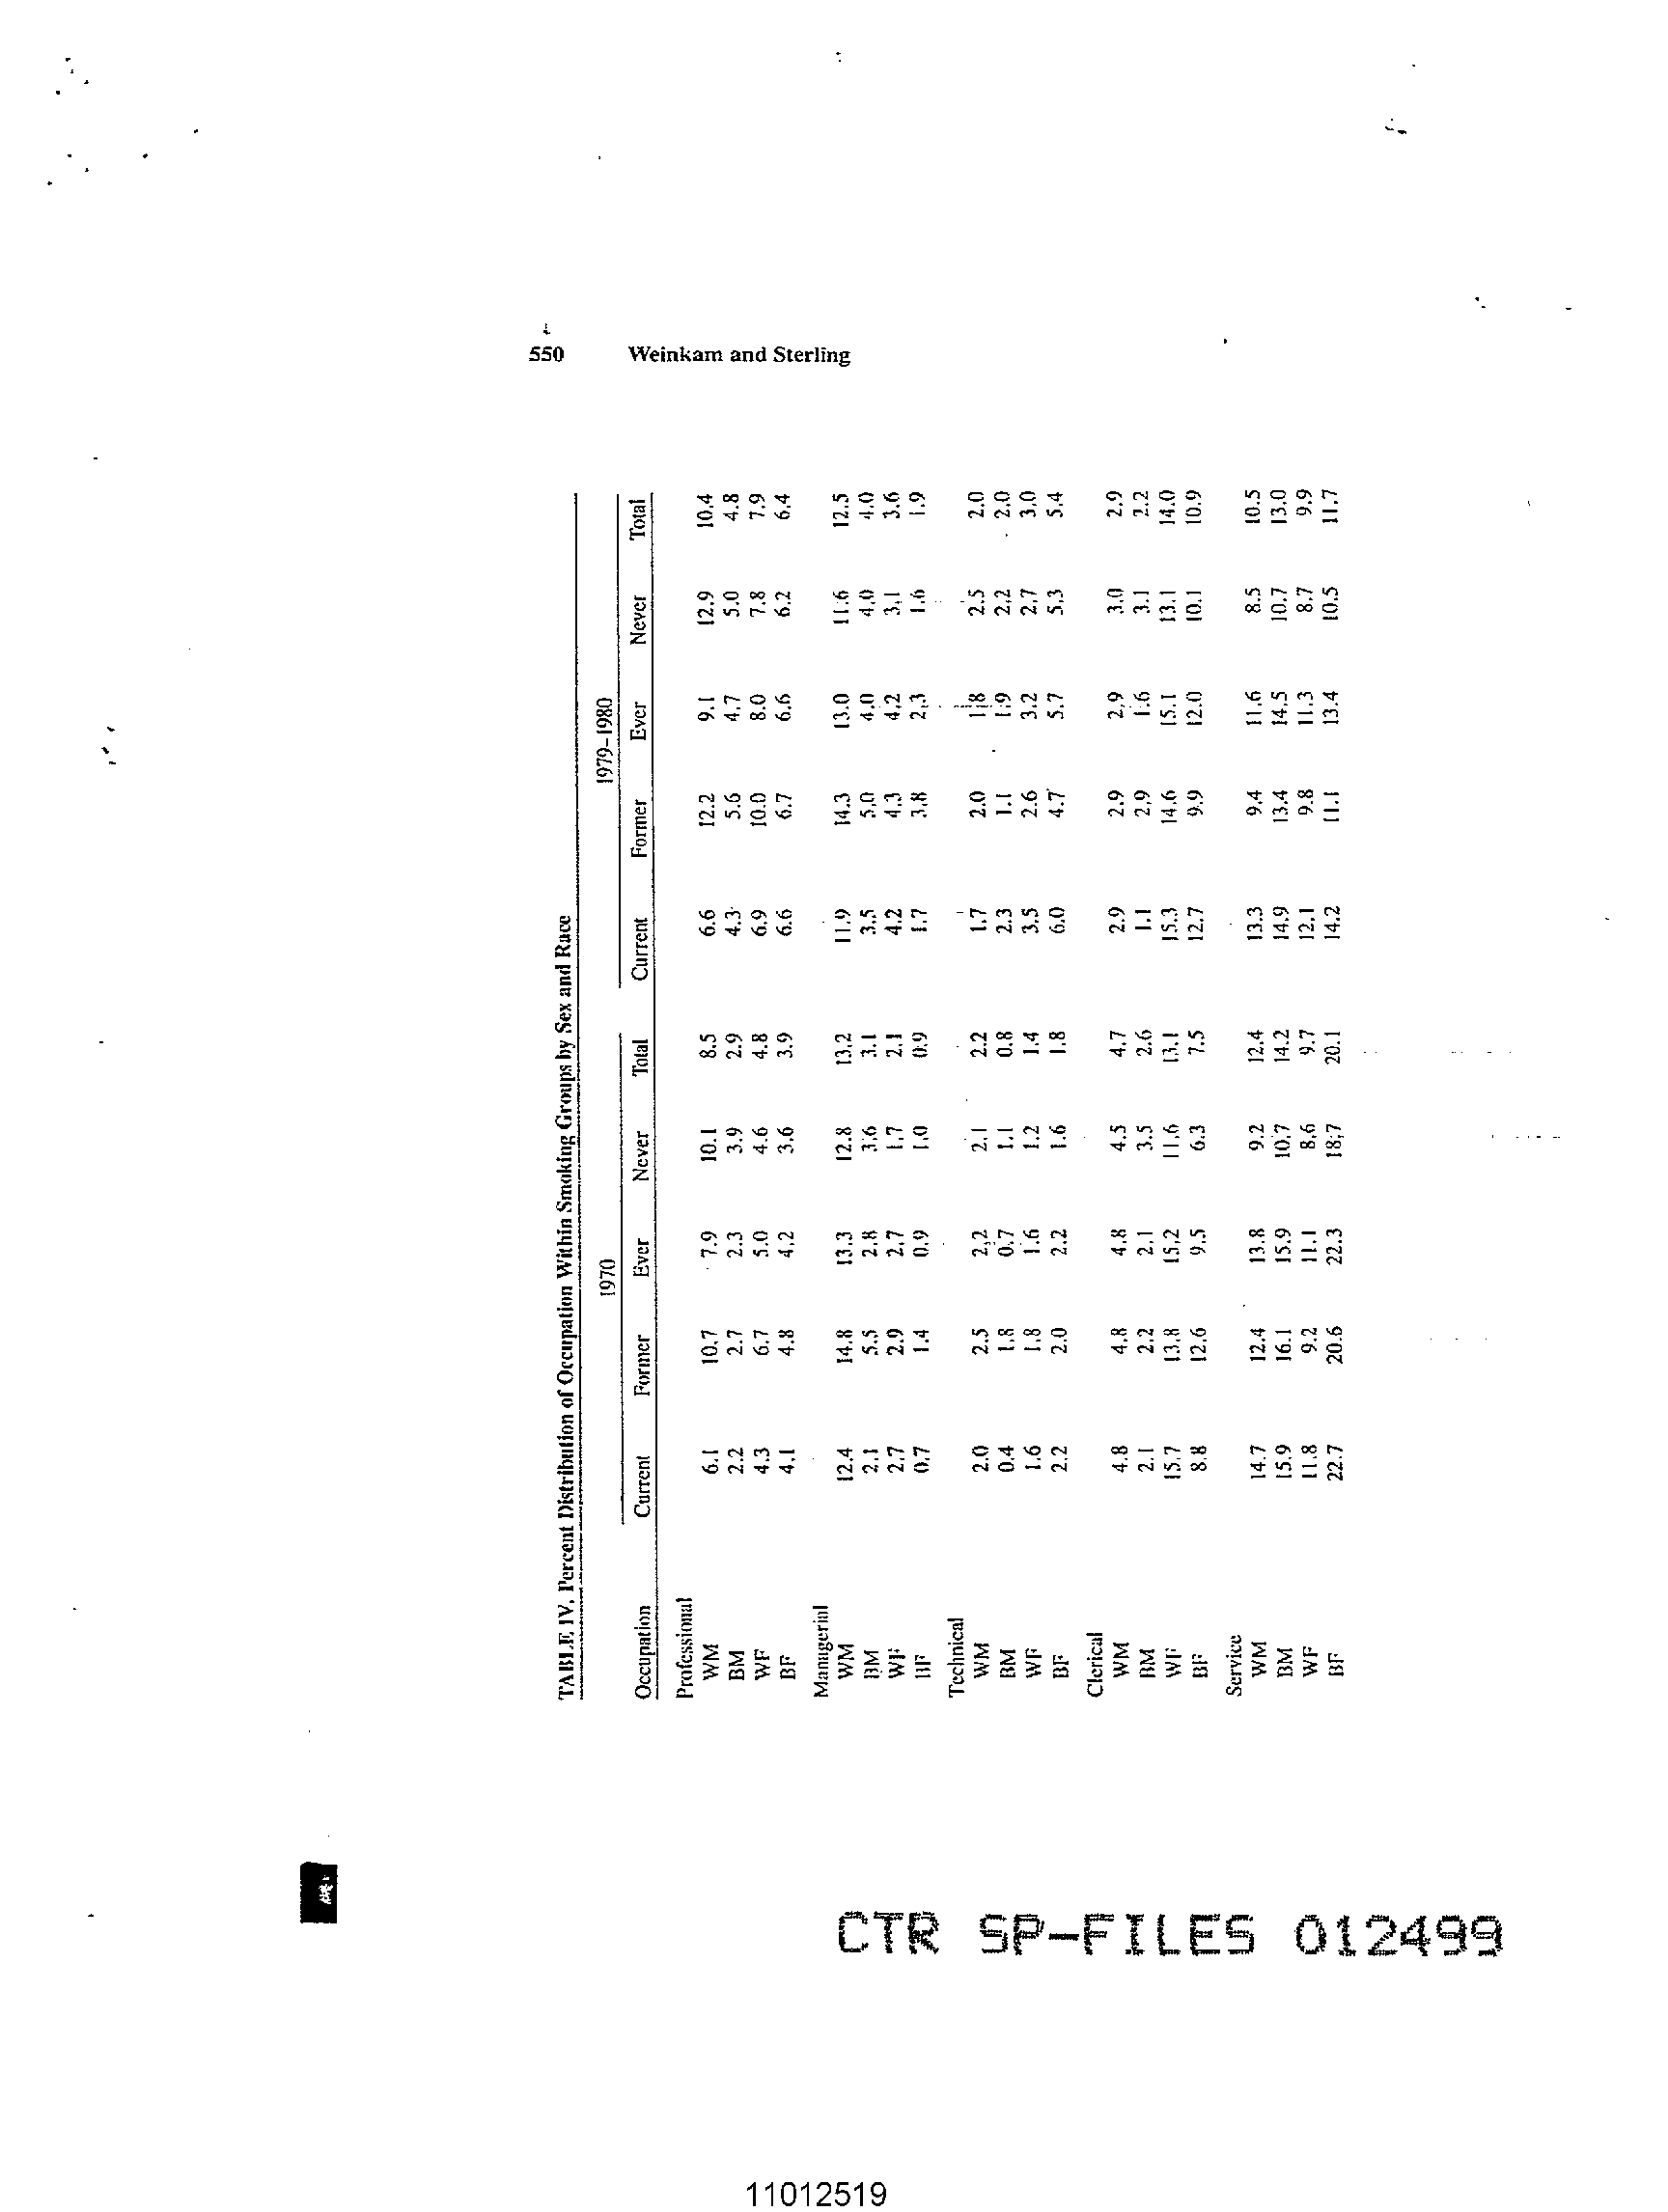 550 Weinkam and Sterling
TABLE IV. Percent Distribution of Occupation Within Smoking Groups by Sex and Race
1970 1979-1980
Occupation Current Former Ever Never Total Current Former Ever Never Total
Professional
WM 6.1 10.7 7.9 10.1 8.5 6.6 12.2 9.1 12.9 10.4
BM 2.2 2.7 2.3 3.9 2.9 4.3 5.6 4.7 5.0 4.8
WF 4.3 6.7 5.0 4.6 4.8 6.9 10.0 8.0 7.8 7.9
BF 4.1 4.8 4.2 3.6 3.9 6.6 6.7 6.6 6.2 6.4
Managerial
WM 12.4 14.8 13.3 12.8 13.2 11.9 14.3 13.0 11.6 12.5
BM 2.1 5.5 2.8 3.6 3.1 3.5 5.0 4.0 4.0 4.0
WF 2.7 2.9 2.7 1.7 2.1 4.2 4.3 4.2 3.1 3.6
BF 0.7 1.4 0.9 1.0 0.9 1.7 3.8 2.3 1.6 1.9
Technical
WM 2.0 2.5 2.2 2.1 2.2 1.7 2.0 1.8 2.5 2.0
BM 0.4 1.8 0.7 1.1 0.8 2.3 1.1 1.9 2.2 2.0
WF 1.6 1.8 1.6 1.2 1.4 3.5 2.6 3.2 2.7 3.0
BF 2.2 2.0 2.2 1.6 1.8 6.0 4.7 5.7 5.3 5.4
Clerical
WM 4.8 4.8 4.8 4.5 4.7 2.9 2.9 2.9 3.0 2.9
BM 2.1 2.2 2.1 3.5 2.6 1.1 2.9 1.6 3.1 2.2
WF 15.7 13.8 15.2 11.6 13.1 15.3 14.6 15.1 13.1 14.0
BF 8.8 12.6 9.5 6.3 7.5 12.7 9.9 12.0 10.1 10.9
Service
WM 14.7 12.4 13.8 9.2 12.4 13.3 9.4 11.6 8.5 10.5
BM 15.9 16.1 15.9 10.7 14.2 14.9 13.4 14.5 10.7 13.0
WF 11.8 9.2 11.1 8.6 9.7 12.1 9.8 11.3 8.7 9.9
BF 22.7 20.6 22.3 18.7 20.1 14.2 11.1 13.4 10.5 11.7
CTR SP-FILES 012499
11012519